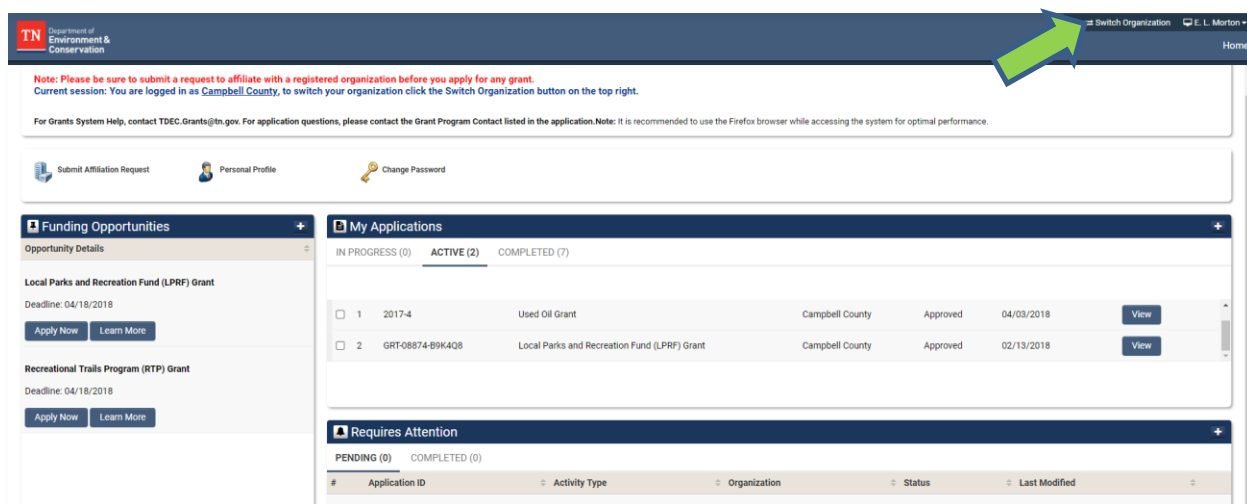 TN Department of
Environment &
Conservation
Switch Organization E. L. Morton
Home
Note: Please be sure to submit a request to affiliate with a registered organization before you apply for any grant.
Current session: You are logged in as Campbell County, to switch your organization click the Switch Organization button on the top right.
For Grants System Help, contact TDEC.Grants@tn.gov. For application questions, please contact the Grant Program Contact listed in the application.Note: It is recommended to use the Firefox browser while accessing the system for optimal performance.
Submit Affiliation Request Personal Profile Change Password
Funding Opportunities
Opportunity Details
Local Parks and Recreation Fund (LPRF) Grant
Deadline: 04/18/2018
Apply Now Learn More
Recreational Trails Program (RTP) Grant
Deadline: 04/18/2018
Apply Now Learn More
My Applications
IN PROGRESS (0) ACTIVE (2) COMPLETED (7)
1 2017-4 Used Oil Grant Campbell County Approved 04/03/2018 View
2 GRT-08874-B9K4Q8 Local Parks and Recreation Fund (LPRF) Grant Campbell County Approved 02/13/2018 View
Requires Attention
PENDING (0) COMPLETED (0)
# Application ID Activity Type Organization Status Last Modified